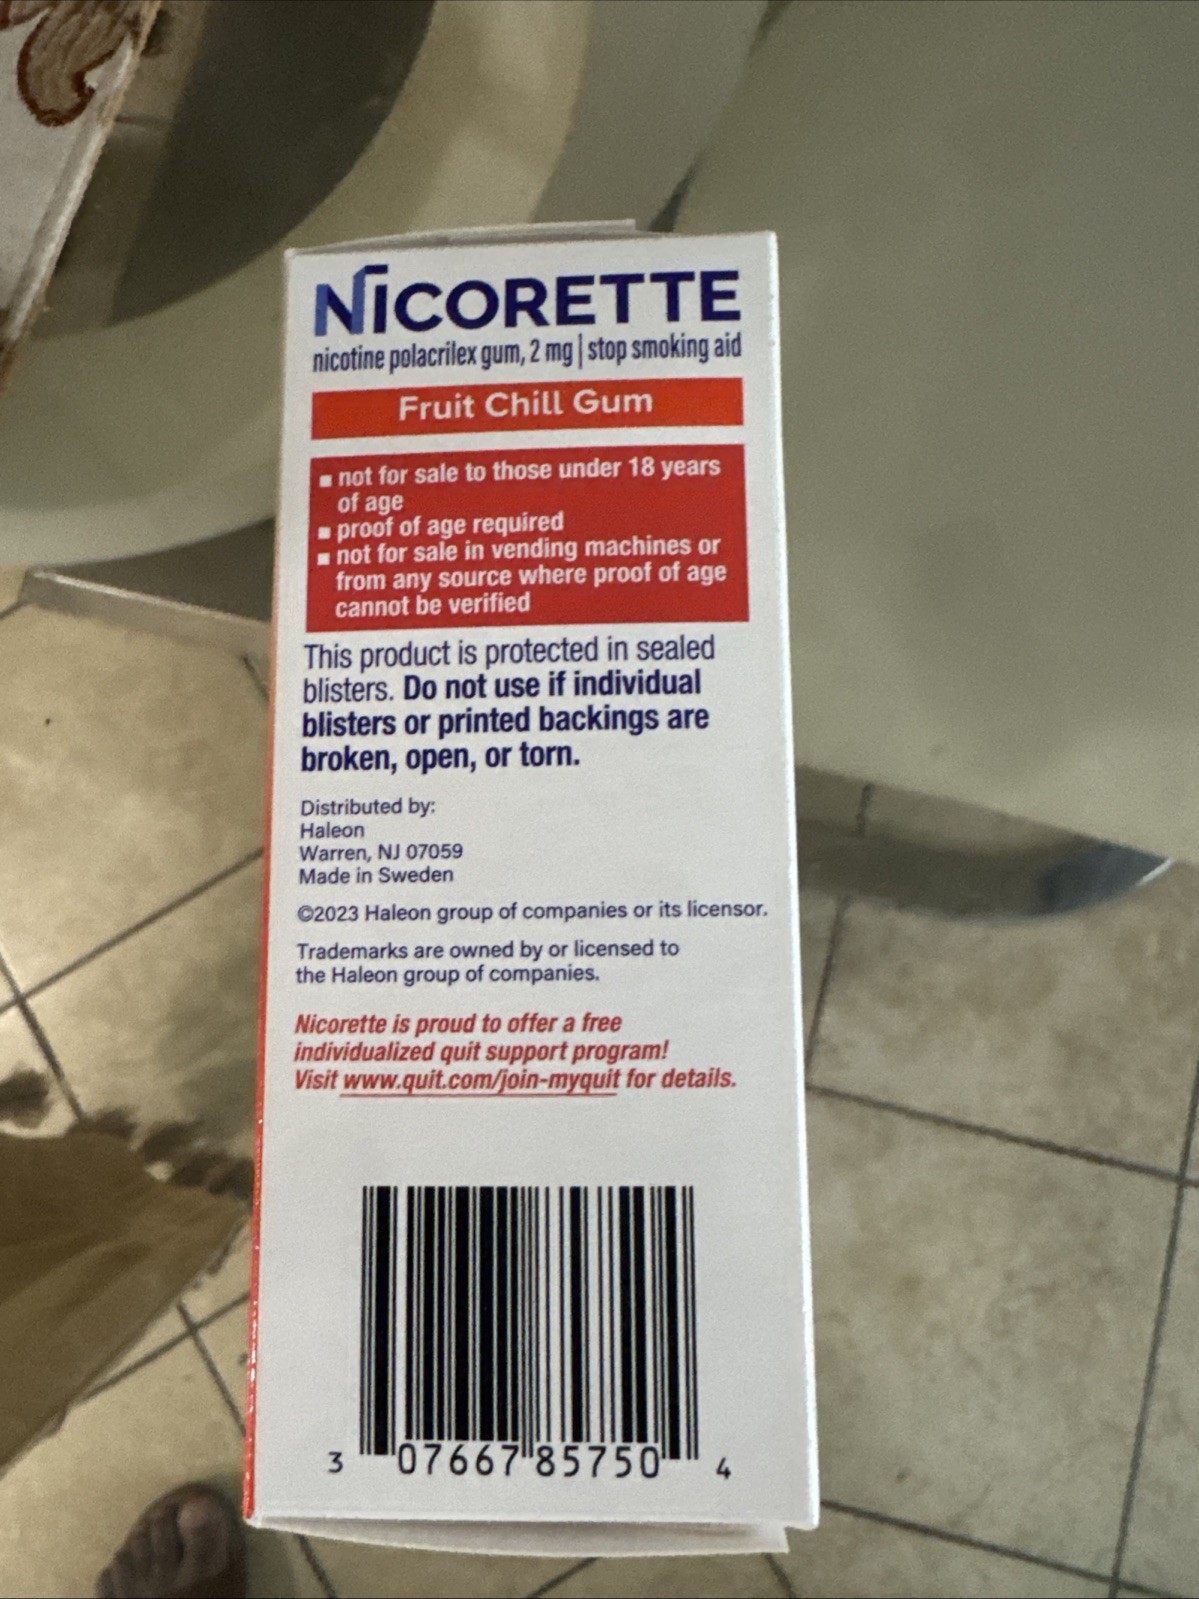 NICORETTE
nicotine polacrilex gum, 2 mg | stop smoking aid
Fruit Chill Gum
▪ not for sale to those under 18 years
of age
▪ proof of age required
▪ not for sale in vending machines or
from any source where proof of age
cannot be verified
This product is protected in sealed
blisters. Do not use if individual
blisters or printed backings are
broken, open, or torn.
Distributed by:
Haleon
Warren, NJ 07059
Made in Sweden
©2023 Haleon group of companies or its licensor.
Trademarks are owned by or licensed to
the Haleon group of companies.
Nicorette is proud to offer a free
individualized quit support program!
Visit www.quit.com/join-myquit for details.
3 07667 85750 4